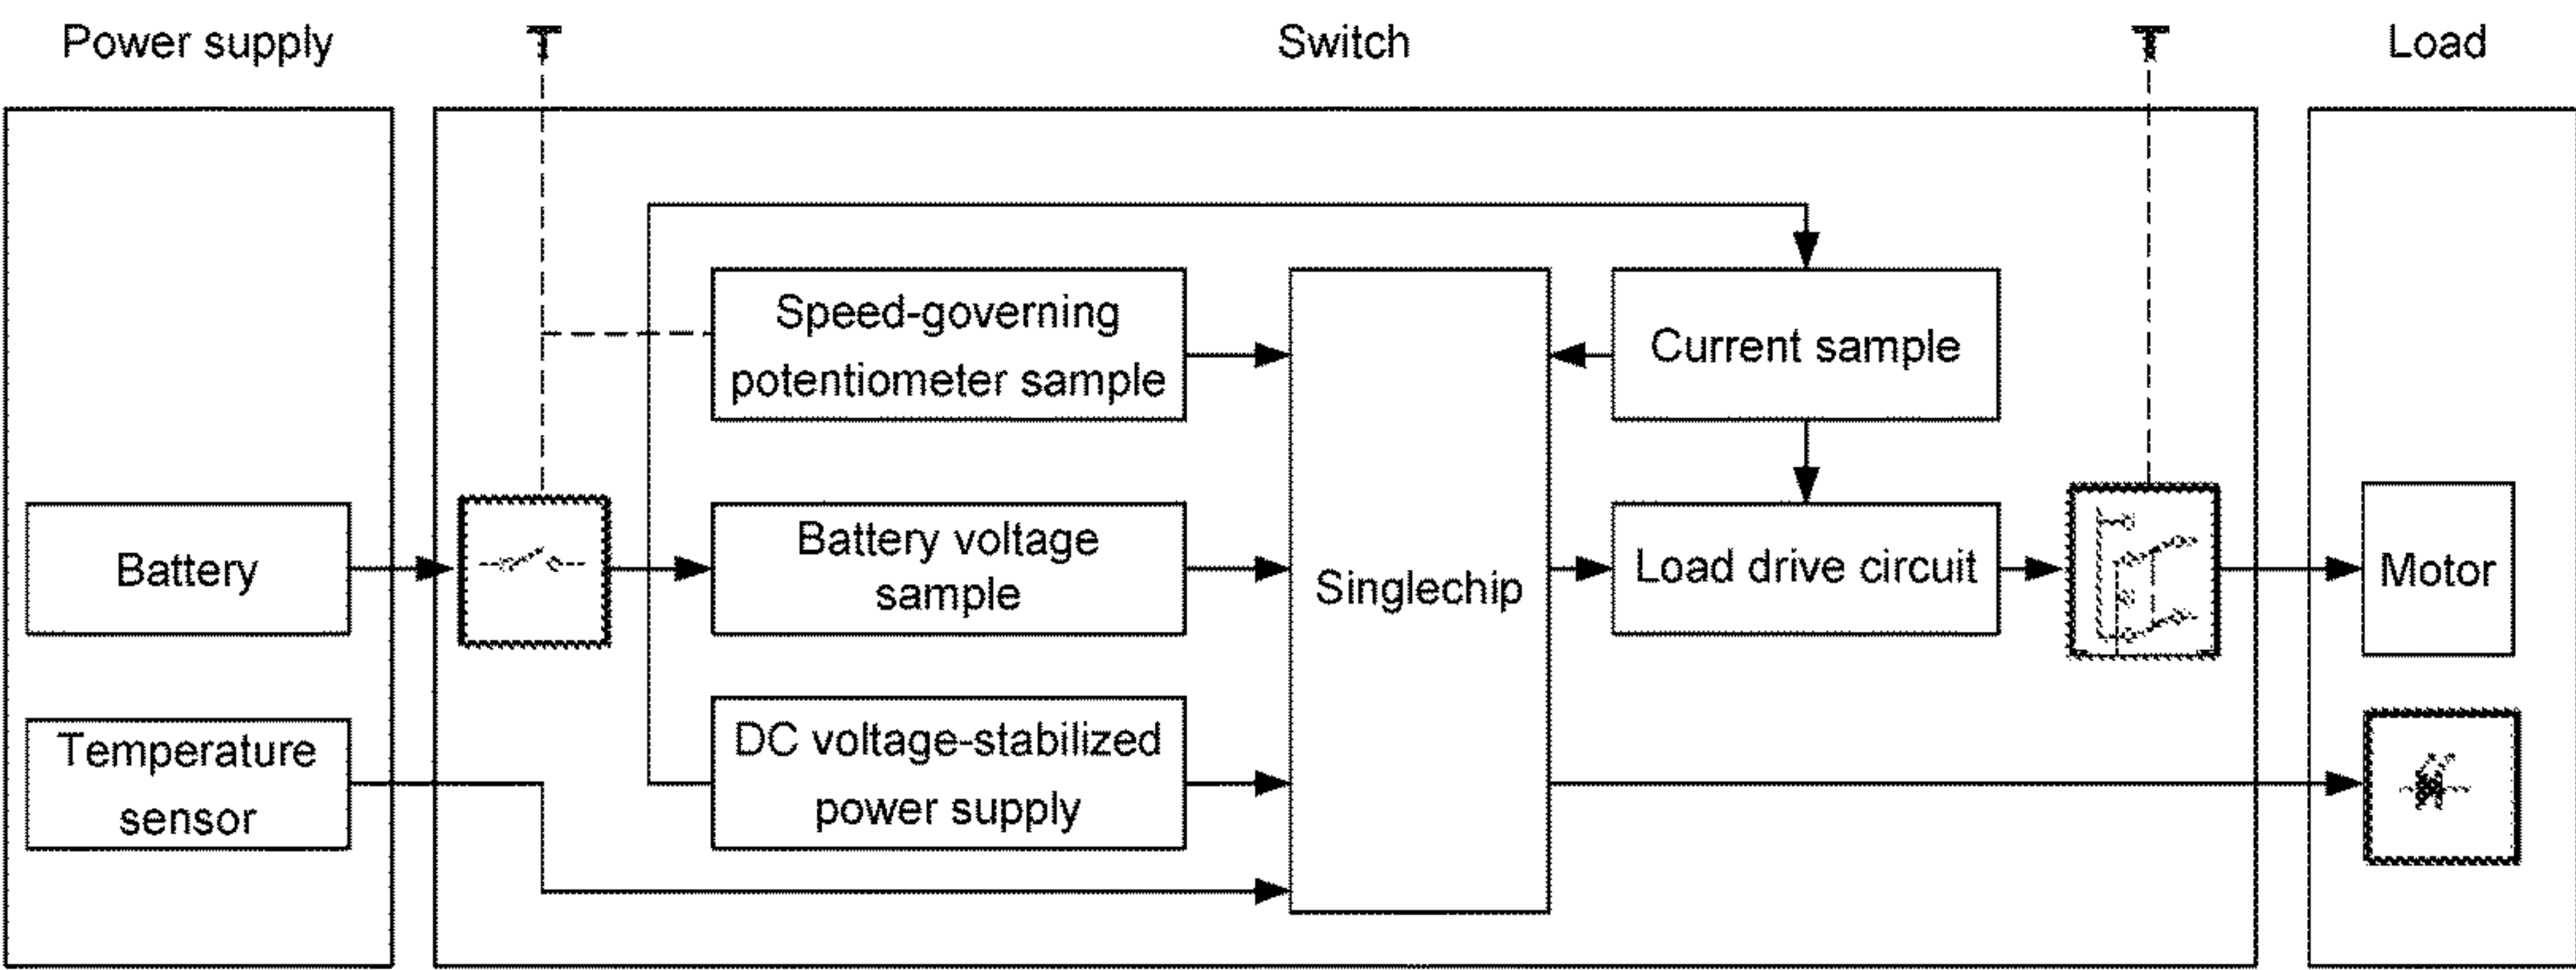 Power supply
Switch
Load
Speed-governing
potentiometer sample
Current sample
Battery
Battery voltage
sample
Singlechip
Load drive circuit
Motor
Temperature
sensor
DC voltage-stabilized
power supply